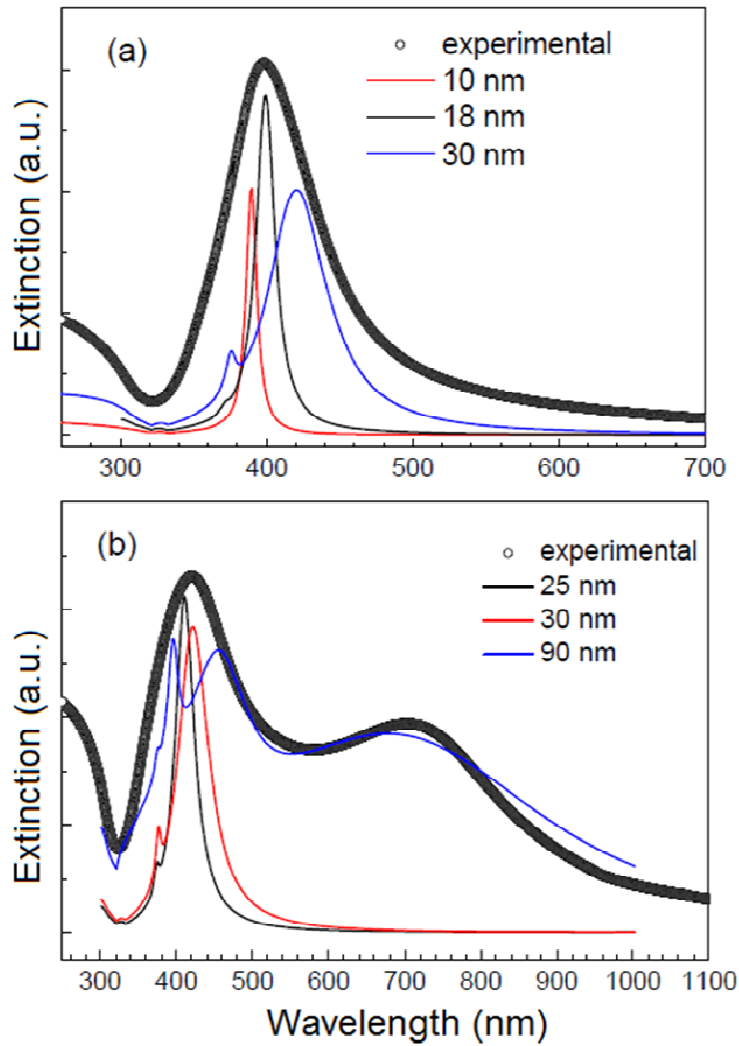 (a)
experimental
10 nm
18 nm
30 nm
Extinction (a.u.)
300 400 500 600 700
(b)
experimental
25 nm
30 nm
90 nm
Extinction (a.u.)
300 400 500 600 700 800 900 1000 1100
Wavelength (nm)